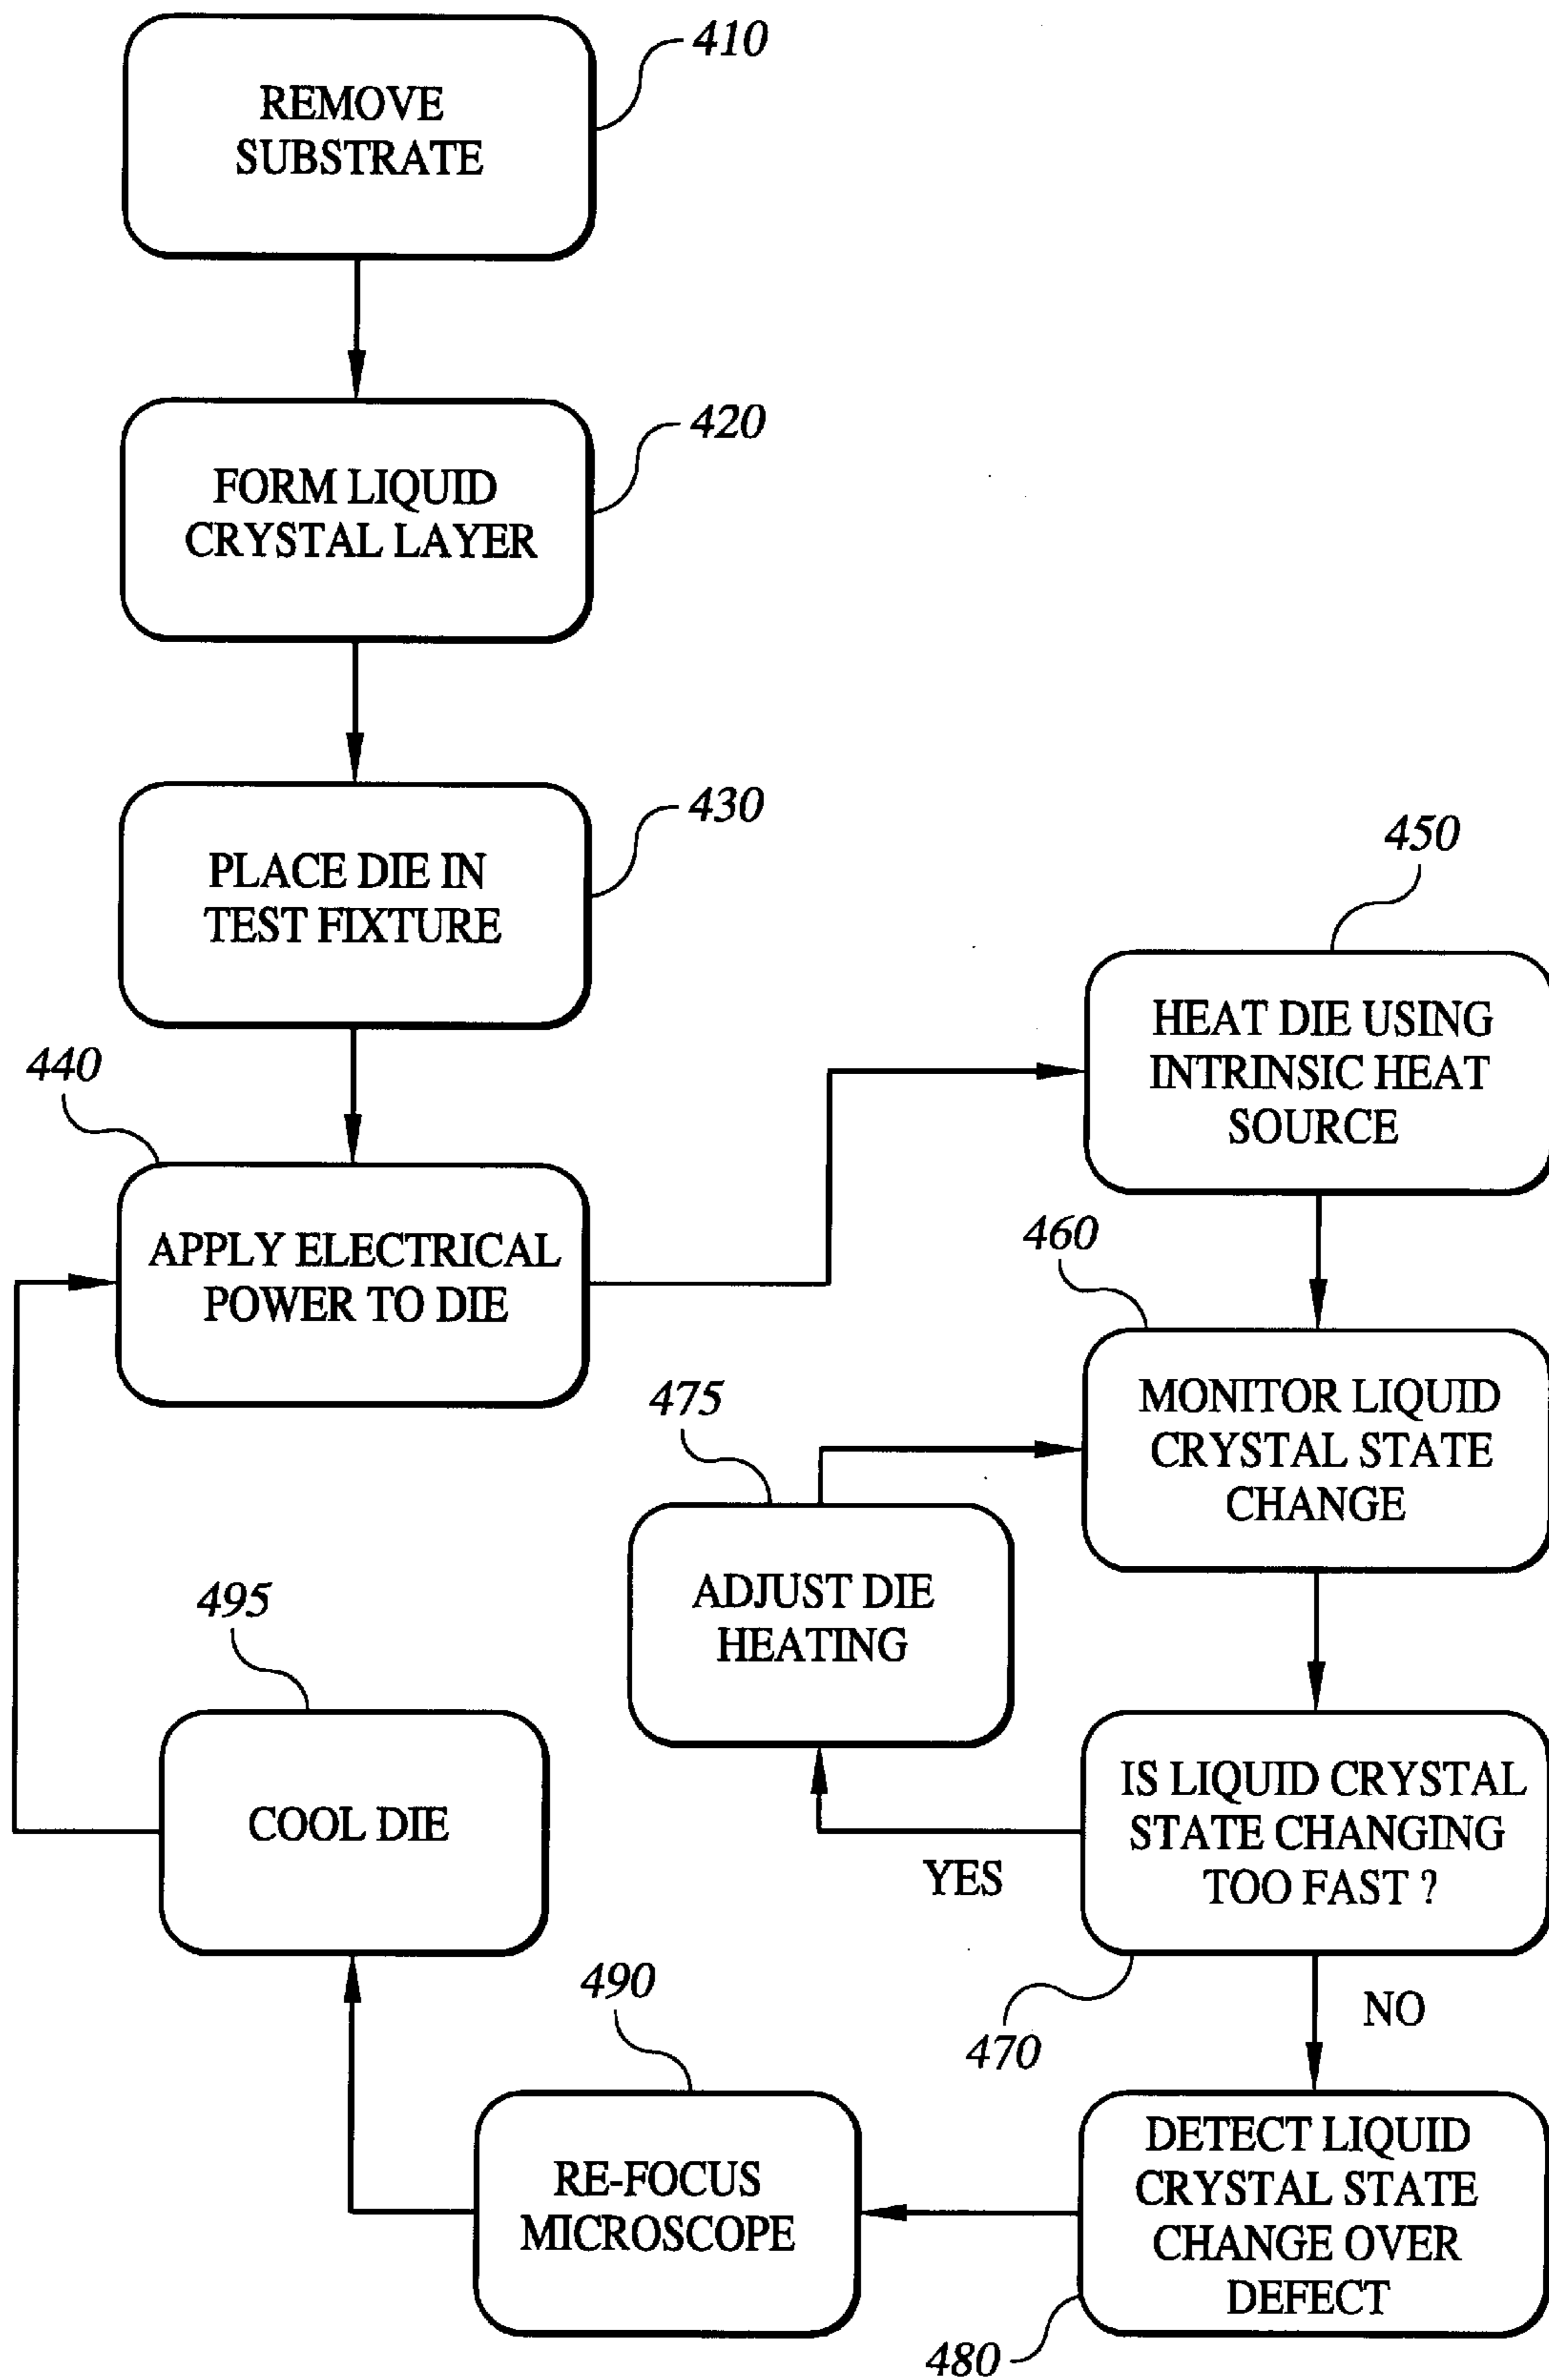 410
REMOVE
SUBSTRATE
420
FORM LIQUID
CRYSTAL LAYER
430
PLACE DIE IN
TEST FIXTURE
440
APPLY ELECTRICAL
POWER TO DIE
450
HEAT DIE USING
INTRINSIC HEAT
SOURCE
460
MONITOR LIQUID
CRYSTAL STATE
CHANGE
475
ADJUST DIE
HEATING
IS LIQUID CRYSTAL
STATE CHANGING
TOO FAST ?
YES
NO
470
DETECT LIQUID
CRYSTAL STATE
CHANGE OVER
DEFECT
480
490
RE-FOCUS
MICROSCOPE
495
COOL DIE